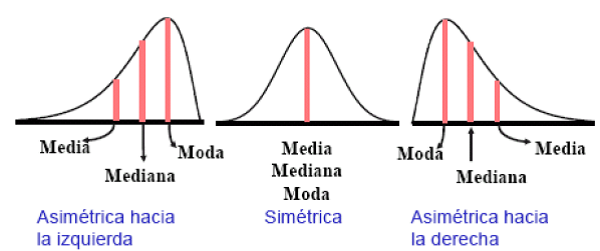 Media
Mediana
Moda
Asimétrica hacia
la izquierda
Media
Mediana
Moda
Simétrica
Moda
Mediana
Media
Asimétrica hacia
la derecha